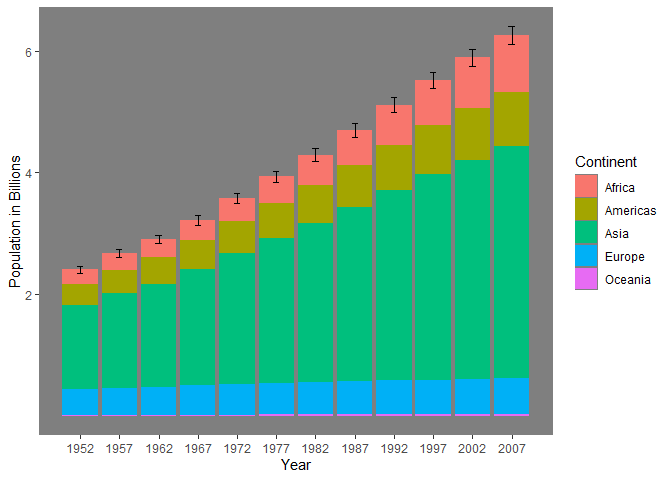 6
4
2
Population in Billions
1952 1957 1962 1967 1972 1977 1982 1987 1992 1997 2002 2007
Year
Continent
Africa
Americas
Asia
Europe
Oceania